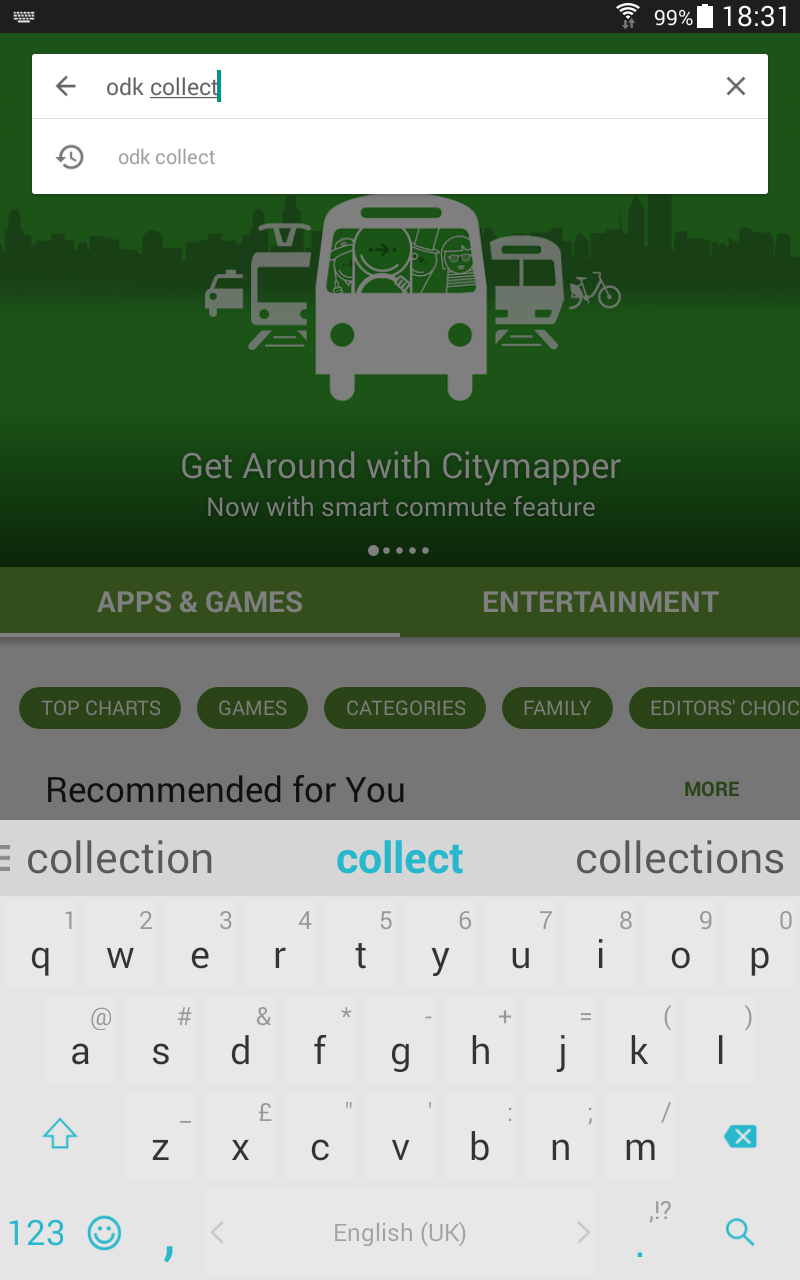 99% 18:31
odk collect
odk collect
Get Around with Citymapper
Now with smart commute feature
APPS & GAMES ENTERTAINMENT
TOP CHARTS GAMES CATEGORIES FAMILY EDITORS' CHOIC
Recommended for You MORE
collection collect collections
1 2 3 4 5 6 7 8 9 0
q w e r t y u i o p
@ # & * - + = ( )
a s d f g h j k l
_ £ " ' : ; /
z x c v b n m
123 , English (UK) ,!? .